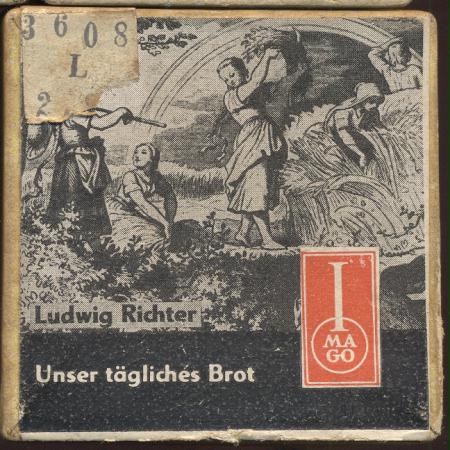 3608
L
2
Ludwig Richter
Unser tägliches Brot
I
MA
GO